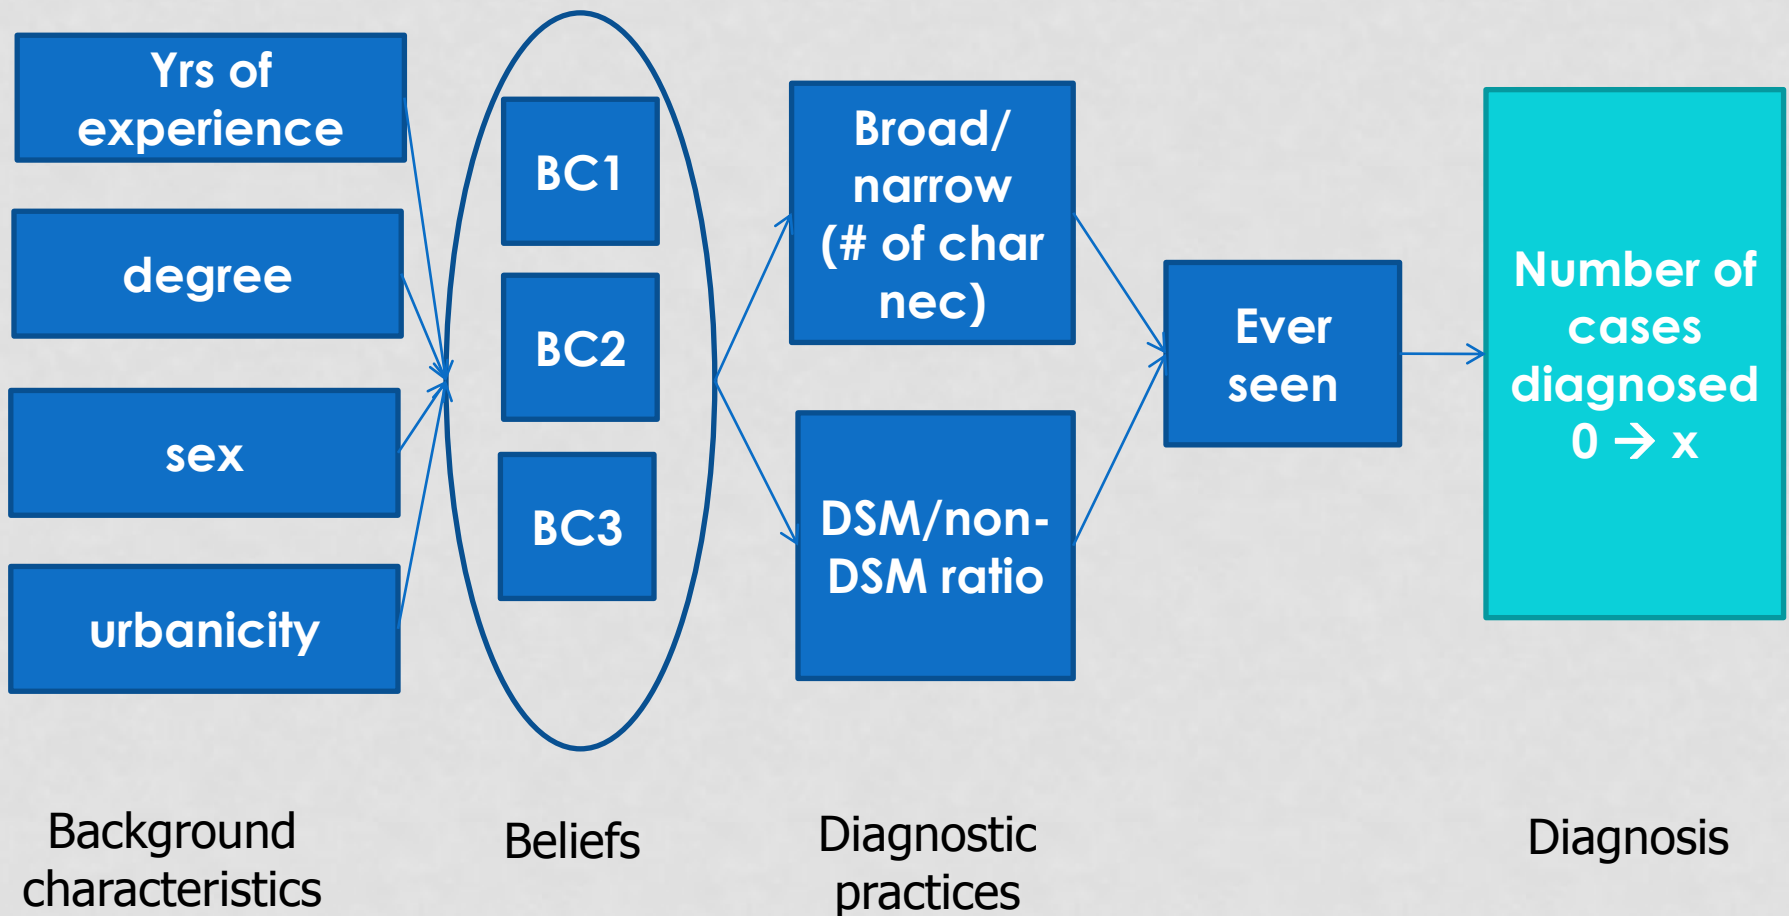 Yrs of
experience
degree
sex
urbanicity
BC1
BC2
BC3
Broad/
narrow
(# of char
nec)
DSM/non-
DSM ratio
Ever
seen
Number of
cases
diagnosed
0 → x
Background
characteristics
Beliefs
Diagnostic
practices
Diagnosis